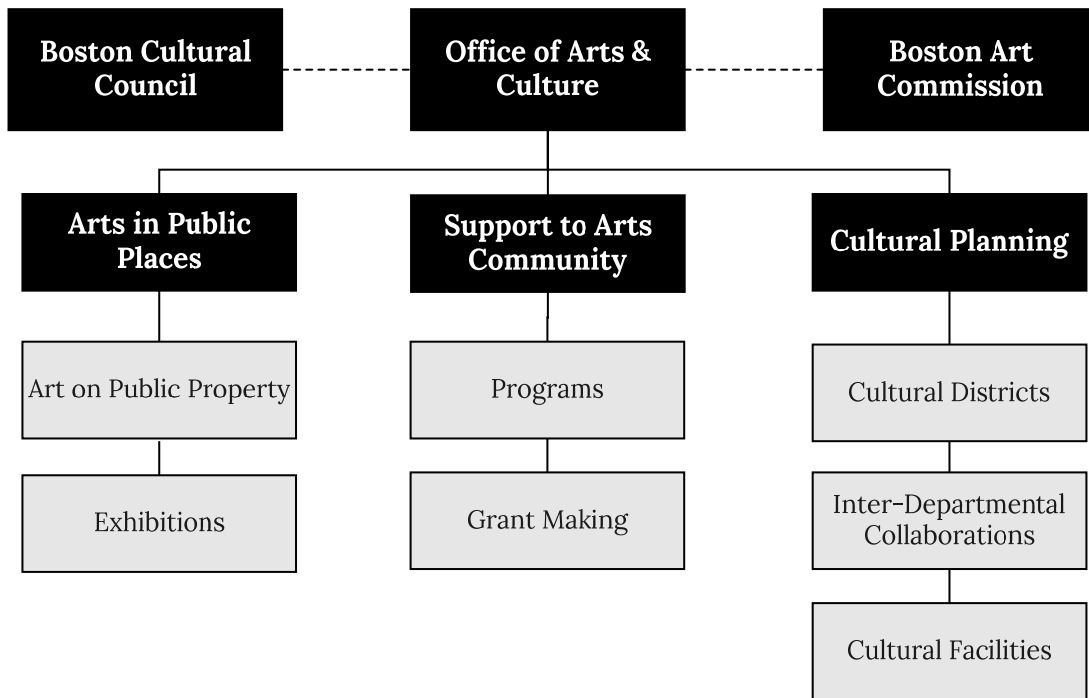 Boston Cultural
Council
Office of Arts &
Culture
Boston Art
Commission
Arts in Public
Places
Support to Arts
Community
Cultural Planning
Art on Public Property
Programs
Cultural Districts
Exhibitions
Grant Making
Inter-Departmental
Collaborations
Cultural Facilities